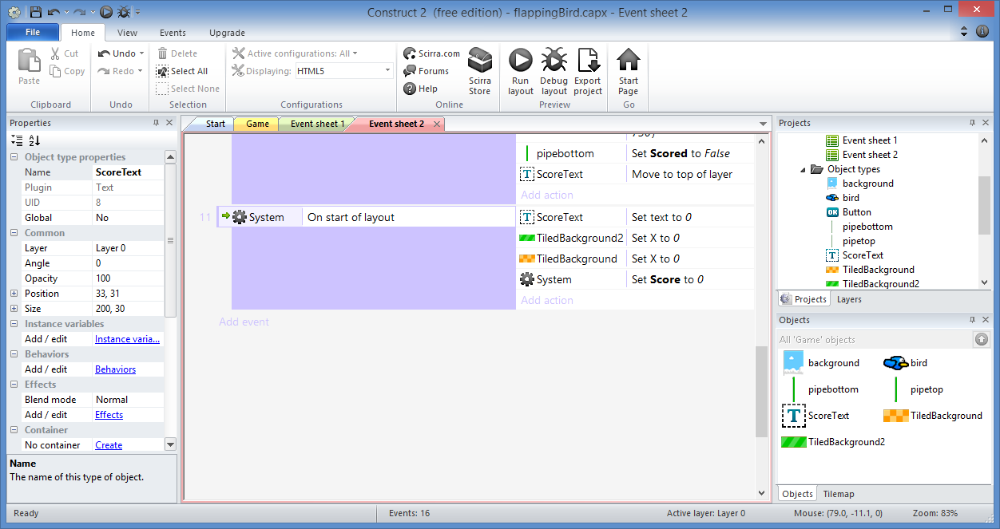 Construct 2 (free edition) - flappingBird.capx - Event sheet 2
File Home View Events Upgrade
Paste
Cut
Copy
Clipboard
Undo
Redo
Undo
Delete
Select All
Select None
Selection
Active configurations: All
Displaying: HTML5
Configurations
Scirra.com
Forums
Help
Scirra
Store
Online
Run
layout
Debug
layout
Export
project
Preview
Start
Page
Go
Properties
Object type properties
Name ScoreText
Plugin Text
UID 8
Global No
Common
Layer Layer 0
Angle 0
Opacity 100
Position 33, 31
Size 200, 30
Instance variables
Add / edit Instance varia...
Behaviors
Add / edit Behaviors
Effects
Blend mode Normal
Add / edit Effects
Container
No container Create
Name
The name of this type of object.
Start Game Event sheet 1 Event sheet 2
750)
pipebottom Set Scored to False
T ScoreText Move to top of layer
Add action
11 System On start of layout
T ScoreText Set text to 0
TiledBackground2 Set X to 0
TiledBackground Set X to 0
System Set Score to 0
Add action
Add event
Projects
Event sheet 1
Event sheet 2
Object types
background
bird
OK Button
pipebottom
pipetop
T ScoreText
TiledBackground
TiledBackground2
Projects Layers
Objects
All 'Game' objects
background bird
pipebottom pipetop
T ScoreText TiledBackground
TiledBackground2
Objects Tilemap
Ready Events: 16 Active layer: Layer 0 Mouse: (79.0, -11.1, 0) Zoom: 83%